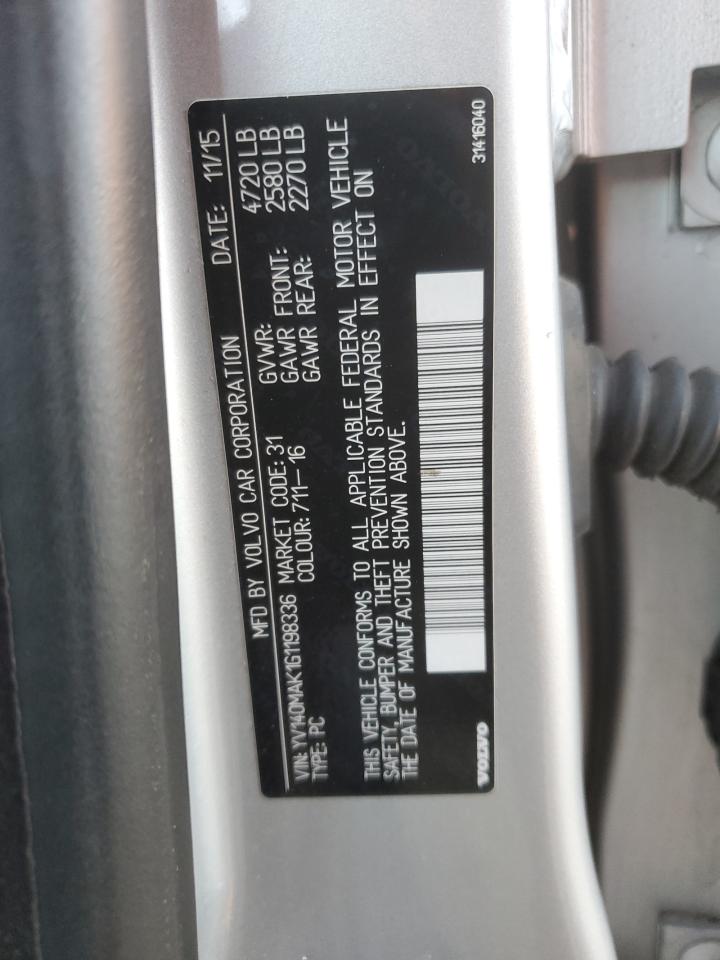 MFD BY VOLVO CAR CORPORATION DATE: 11/15
GVWR: 4720 LB
VIN: YV140MAK1G1198336 MARKET CODE: 31 GAWR FRONT: 2580 LB
TYPE: PC COLOUR: 711-16 GAWR REAR: 2270 LB
THIS VEHICLE CONFORMS TO ALL APPLICABLE FEDERAL MOTOR VEHICLE
SAFETY, BUMPER AND THEFT PREVENTION STANDARDS IN EFFECT ON
THE DATE OF MANUFACTURE SHOWN ABOVE.
VOLVO 31416040